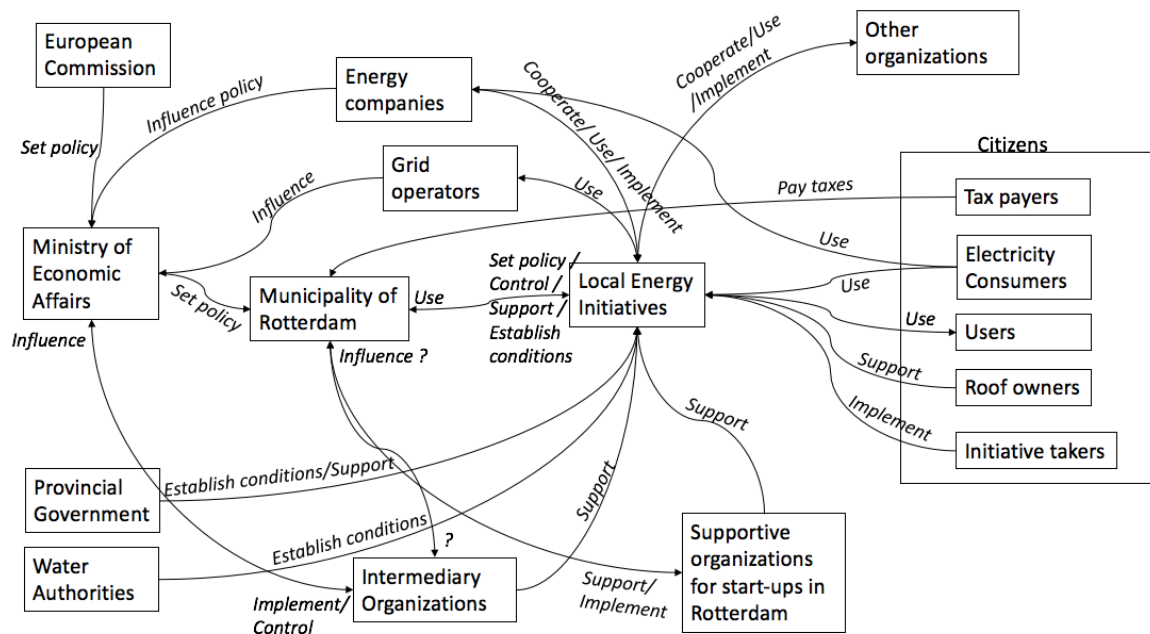 European
Commission
Other
organizations
Energy
companies
Cooperate/Use
/Implement
Influence policy
Cooperate/ Use/ Implement
Set policy
Citizens
Grid
operators
Influence
Use
Pay taxes
Tax payers
Ministry of
Economic
Affairs
Use
Electricity
Consumers
Set policy
Municipality of
Rotterdam
Use
Set policy /
Control /
Support /
Establish
conditions
Local Energy
Initiatives
Use
Use
Users
Influence
Influence ?
Support
Roof owners
Implement
Initiative takers
Support
Provincial
Government
Establish conditions/Support
Support
Establish conditions
Water
Authorities
?
Intermediary
Organizations
Implement/
Control
Support/
Implement
Supportive
organizations
for start-ups in
Rotterdam